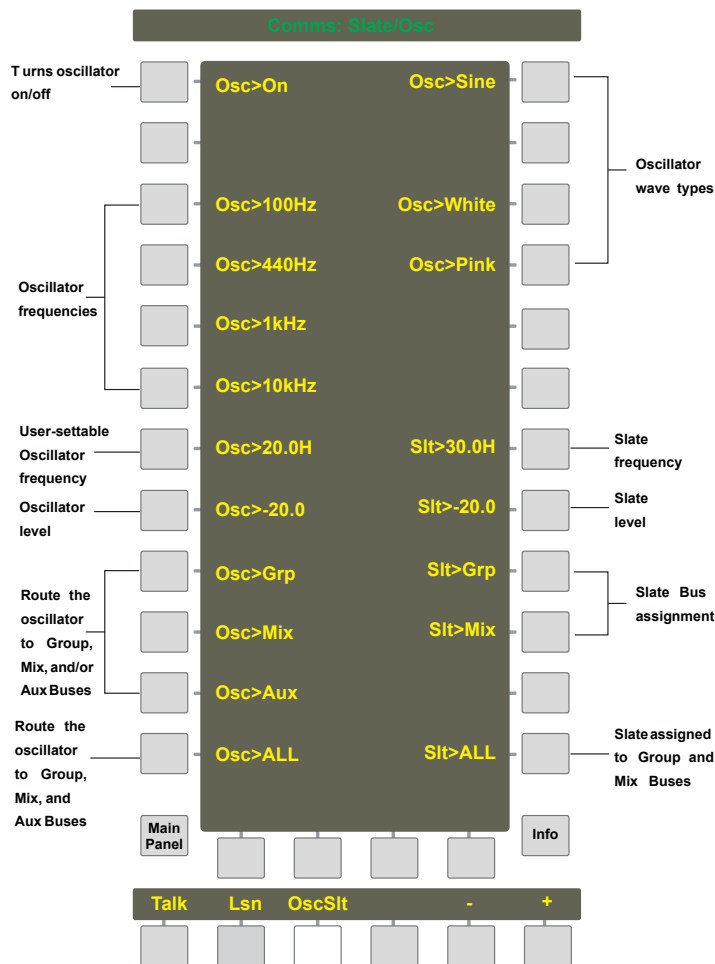 Comms: Slate/Osc
Turns oscillator
on/off
Osc>On
Osc>Sine
Oscillator
wave types
Osc>100Hz
Osc>White
Osc>440Hz
Osc>Pink
Oscillator
frequencies
Osc>1kHz
Osc>10kHz
User-settable
Oscillator
frequency
Osc>20.0H
Slt>30.0H
Slate
frequency
Oscillator
level
Osc>-20.0
Slt>-20.0
Slate
level
Route the
oscillator
to Group,
Mix, and/or
Aux Buses
Osc>Grp
Slt>Grp
Osc>Mix
Slt>Mix
Slate Bus
assignment
Osc>Aux
Route the
oscillator
to Group,
Mix, and
Aux Buses
Osc>ALL
Slt>ALL
Slate assigned
to Group and
Mix Buses
Main
Panel
Info
Talk Lsn OscSlt - +